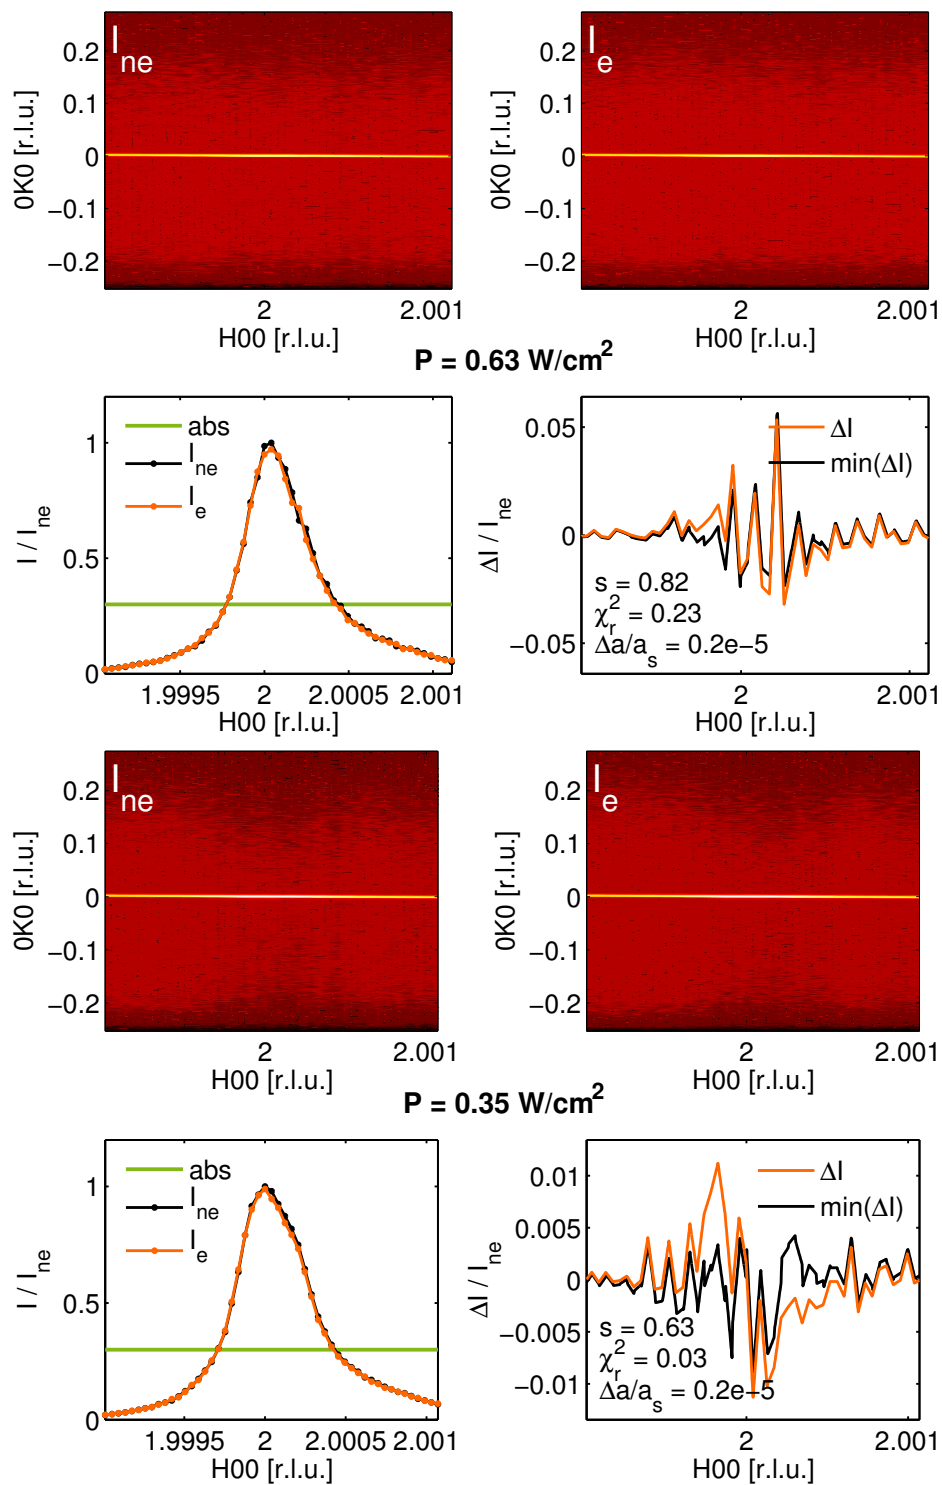 I_ne
0.2
0.1
0
−0.1
−0.2
0K0 [r.l.u.]
2 2.001
H00 [r.l.u.]
I_e
0.2
0.1
0
−0.1
−0.2
0K0 [r.l.u.]
2 2.001
H00 [r.l.u.]
P = 0.63 W/cm²
abs
I_ne
I_e
1
0.5
0
I / I_ne
1.9995 2 2.0005 2.001
H00 [r.l.u.]
ΔI
min(ΔI)
0.05
0
−0.05
ΔI / I_ne
s = 0.82
χ_r² = 0.23
Δa/a_s = 0.2e−5
2 2.001
H00 [r.l.u.]
I_ne
0.2
0.1
0
−0.1
−0.2
0K0 [r.l.u.]
2 2.001
H00 [r.l.u.]
I_e
0.2
0.1
0
−0.1
−0.2
0K0 [r.l.u.]
2 2.001
H00 [r.l.u.]
P = 0.35 W/cm²
abs
I_ne
I_e
1
0.5
0
I / I_ne
1.9995 2 2.0005 2.001
H00 [r.l.u.]
ΔI
min(ΔI)
0.01
0.005
0
−0.005
−0.01
ΔI / I_ne
s = 0.63
χ_r² = 0.03
Δa/a_s = 0.2e−5
2 2.001
H00 [r.l.u.]